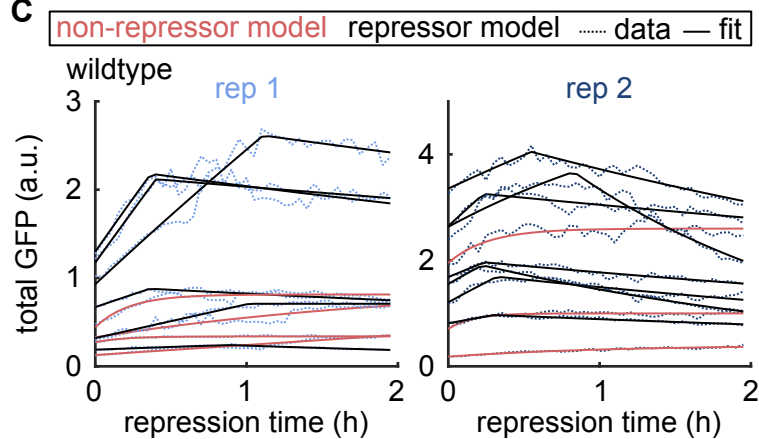 C
non-repressor model repressor model data fit
wildtype
rep 1 rep 2
total GFP (a.u.)
3
2
1
0
4
2
0
0 1 2 0 1 2
repression time (h) repression time (h)